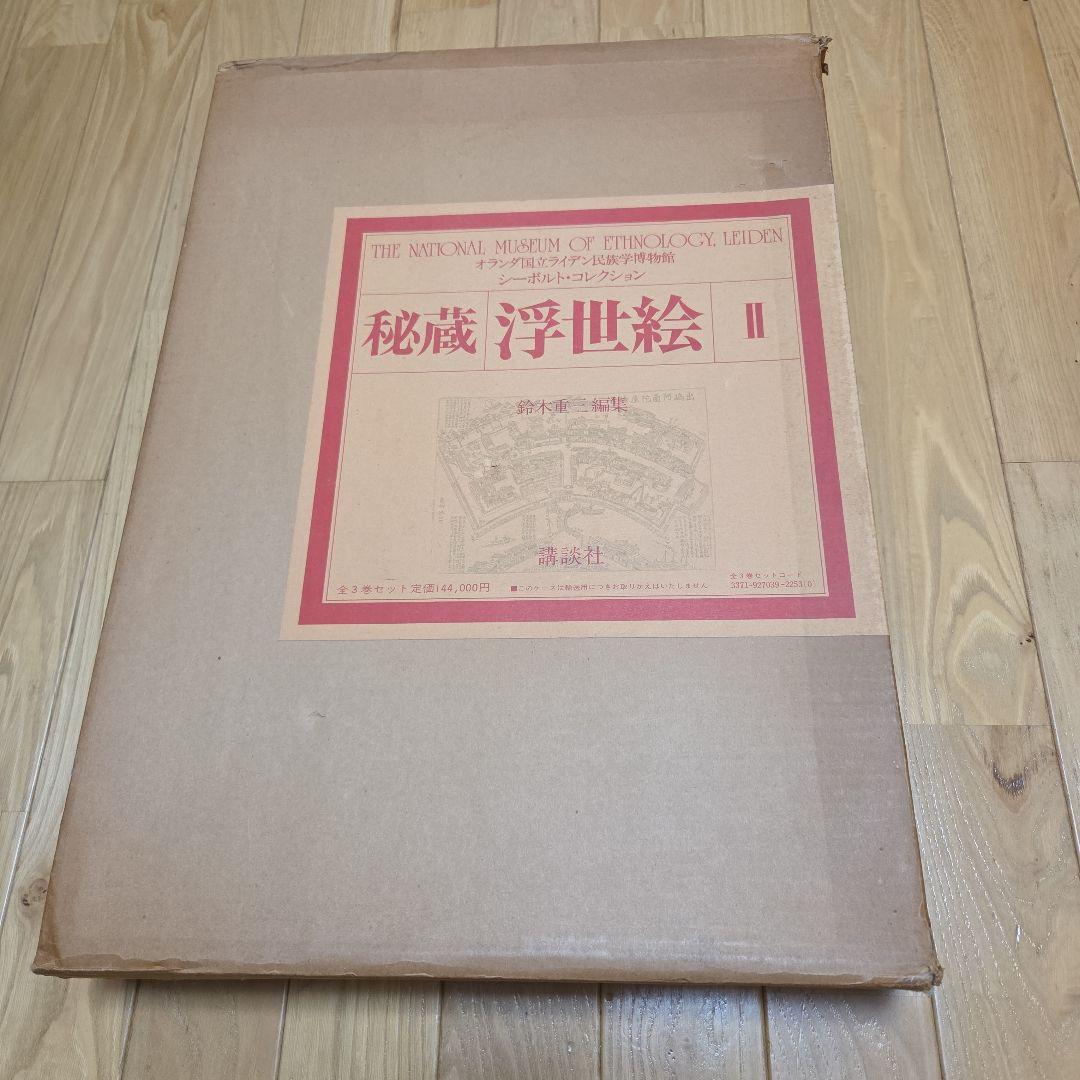 THE NATIONAL MUSEUM OF ETHNOLOGY, LEIDEN
オランダ国立ライデン民族学博物館
シーボルト・コレクション
秘蔵 浮世絵 II
鈴木重三編集
講談社
全3巻セット定価144,000円
■このケースは輸送用につきお取りかえはいたしません
全3巻セットコード
3371-927039-2253(0)